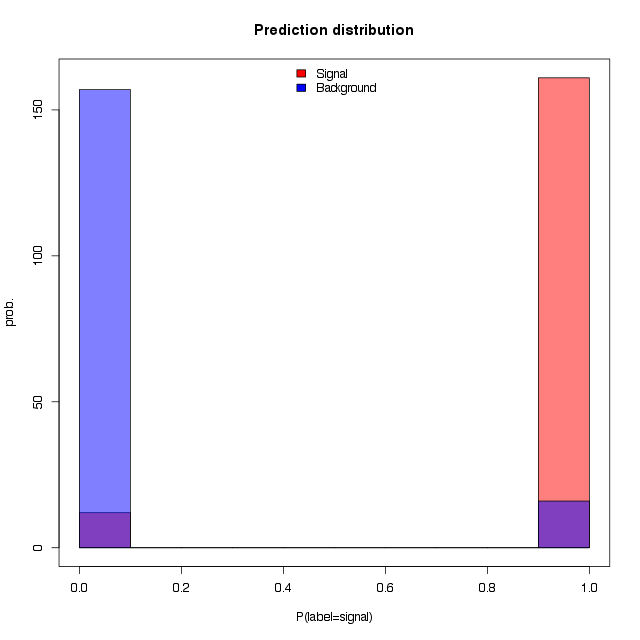 Prediction distribution
Signal
Background
prob.
150
100
50
0
0.0 0.2 0.4 0.6 0.8 1.0
P(label=signal)